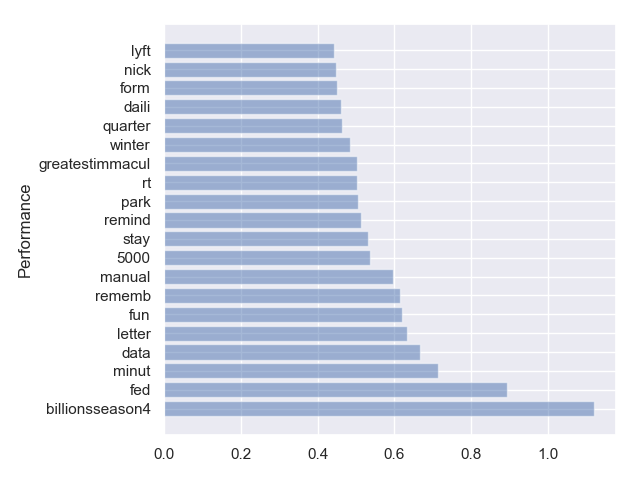 lyft
nick
form
daili
quarter
winter
greatestimmacul
rt
park
remind
stay
5000
manual
rememb
fun
letter
data
minut
fed
billionsseason4
Performance
0.0 0.2 0.4 0.6 0.8 1.0